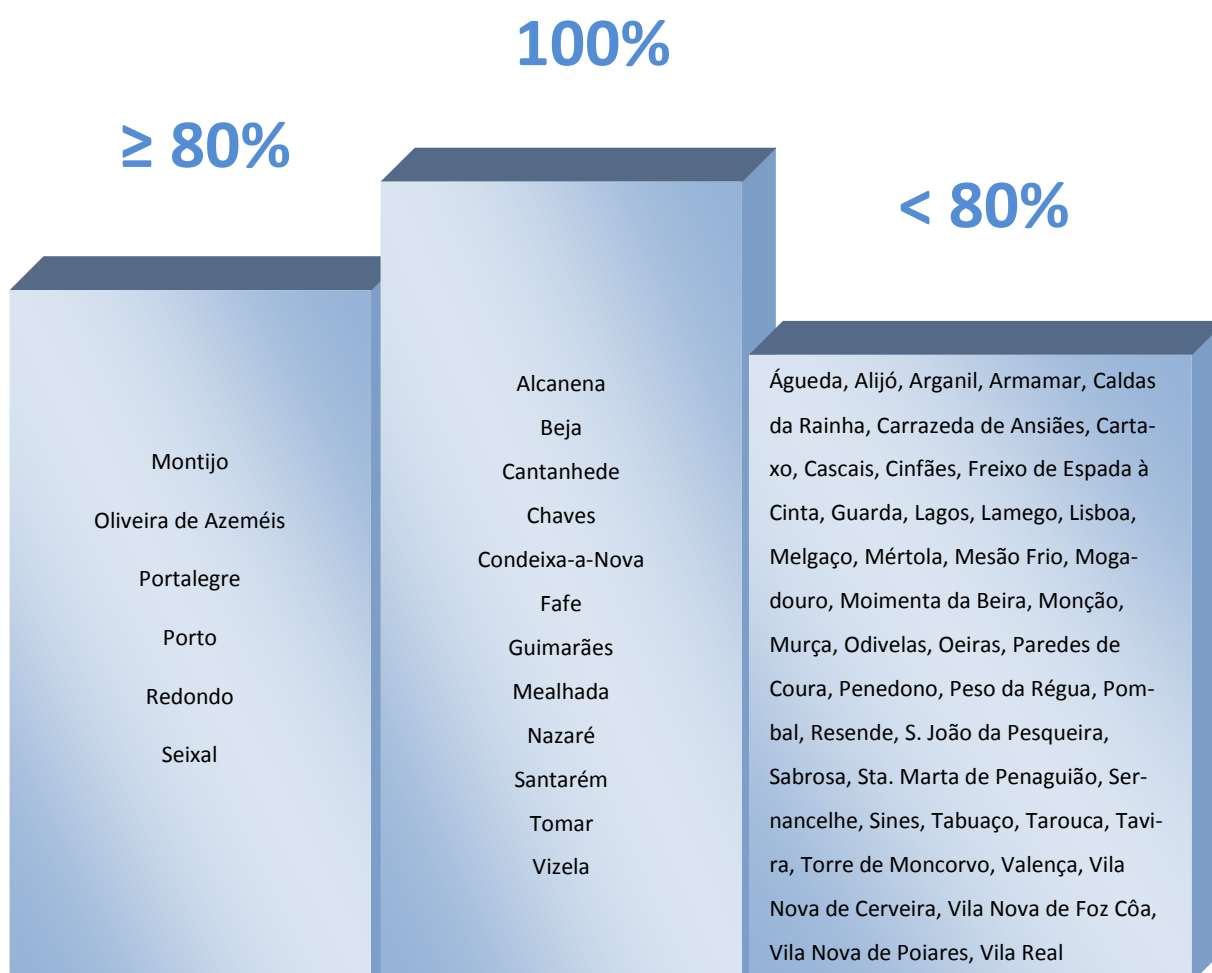 100%
≥ 80%
< 80%
Montijo
Oliveira de Azeméis
Portalegre
Porto
Redondo
Seixal
Alcanena
Beja
Cantanhede
Chaves
Condeixa-a-Nova
Fafe
Guimarães
Mealhada
Nazaré
Santarém
Tomar
Vizela
Águeda, Alijó, Arganil, Armamar, Caldas
da Rainha, Carrazeda de Ansiães, Carta-
xo, Cascais, Cinfães, Freixo de Espada à
Cinta, Guarda, Lagos, Lamego, Lisboa,
Melgaço, Mértola, Mesão Frio, Moga-
douro, Moimenta da Beira, Monção,
Murça, Odivelas, Oeiras, Paredes de
Coura, Penedono, Peso da Régua, Pom-
bal, Resende, S. João da Pesqueira,
Sabrosa, Sta. Marta de Penaguião, Ser-
nancelhe, Sines, Tabuaço, Tarouca, Tavi-
ra, Torre de Moncorvo, Valença, Vila
Nova de Cerveira, Vila Nova de Foz Côa,
Vila Nova de Poiares, Vila Real